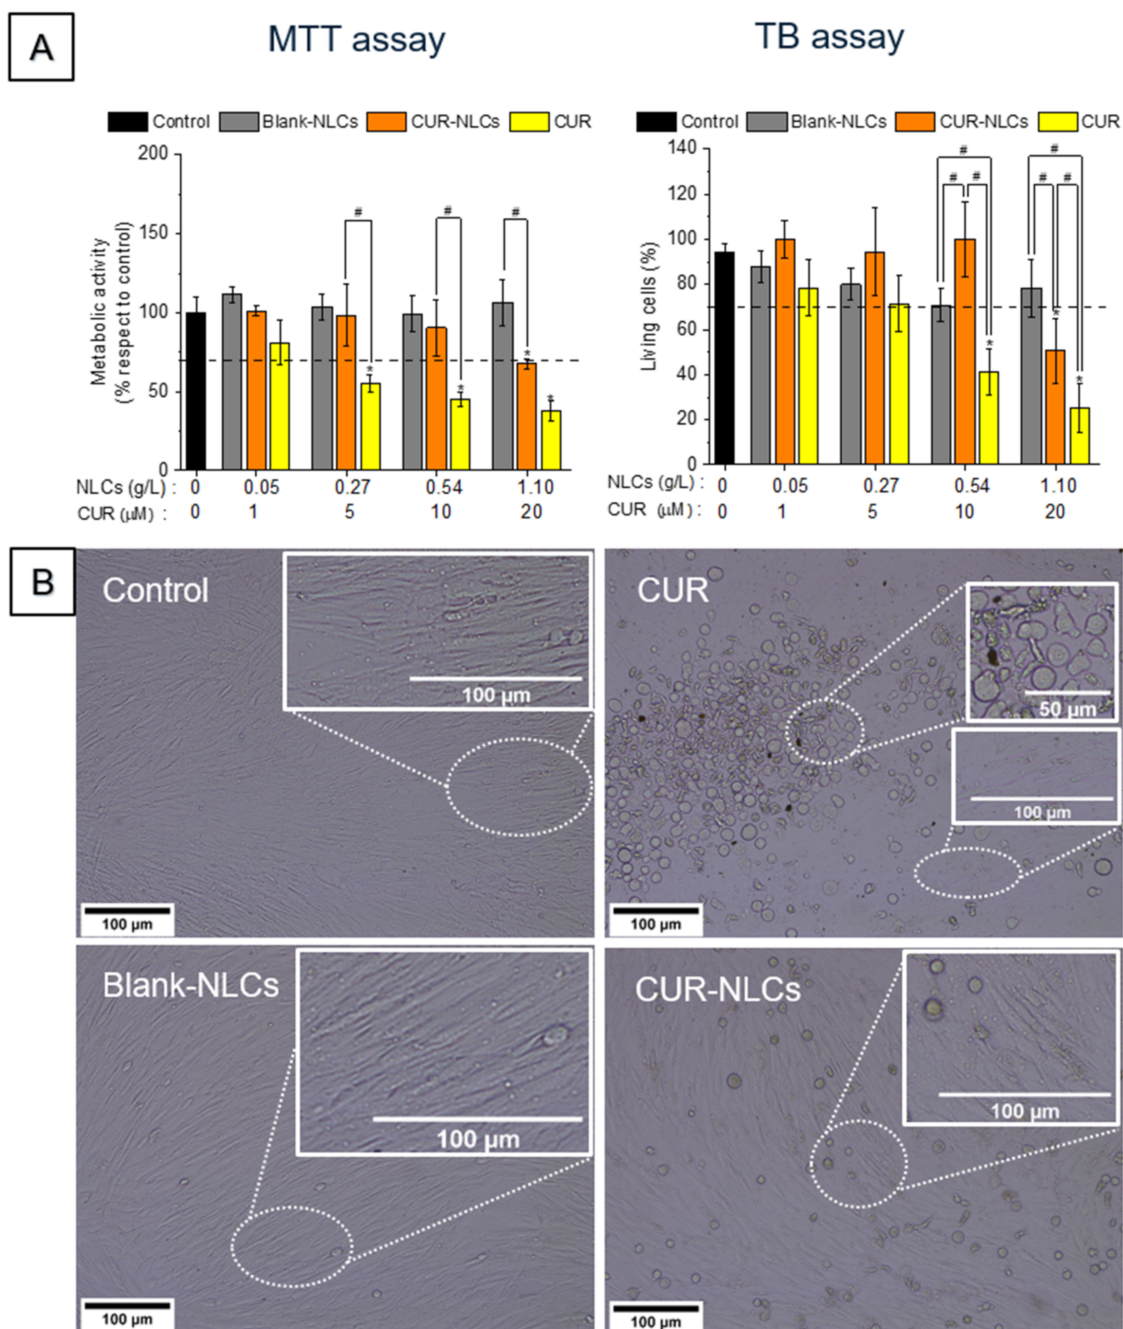 A
MTT assay
TB assay
Control Blank-NLCs CUR-NLCs CUR
Control Blank-NLCs CUR-NLCs CUR
Metabolic activity
(% respect to control)
200
150
100
50
0
# # #
* * * *
NLCs (g/L) : 0 0.05 0.27 0.54 1.10
CUR (μM) : 0 1 5 10 20
Living cells (%)
140
120
100
80
60
40
20
0
# #
# # # #
* * *
NLCs (g/L) : 0 0.05 0.27 0.54 1.10
CUR (μM) : 0 1 5 10 20
B
Control
100 μm
100 μm
CUR
50 μm
100 μm
100 μm
Blank-NLCs
100 μm
100 μm
CUR-NLCs
100 μm
100 μm